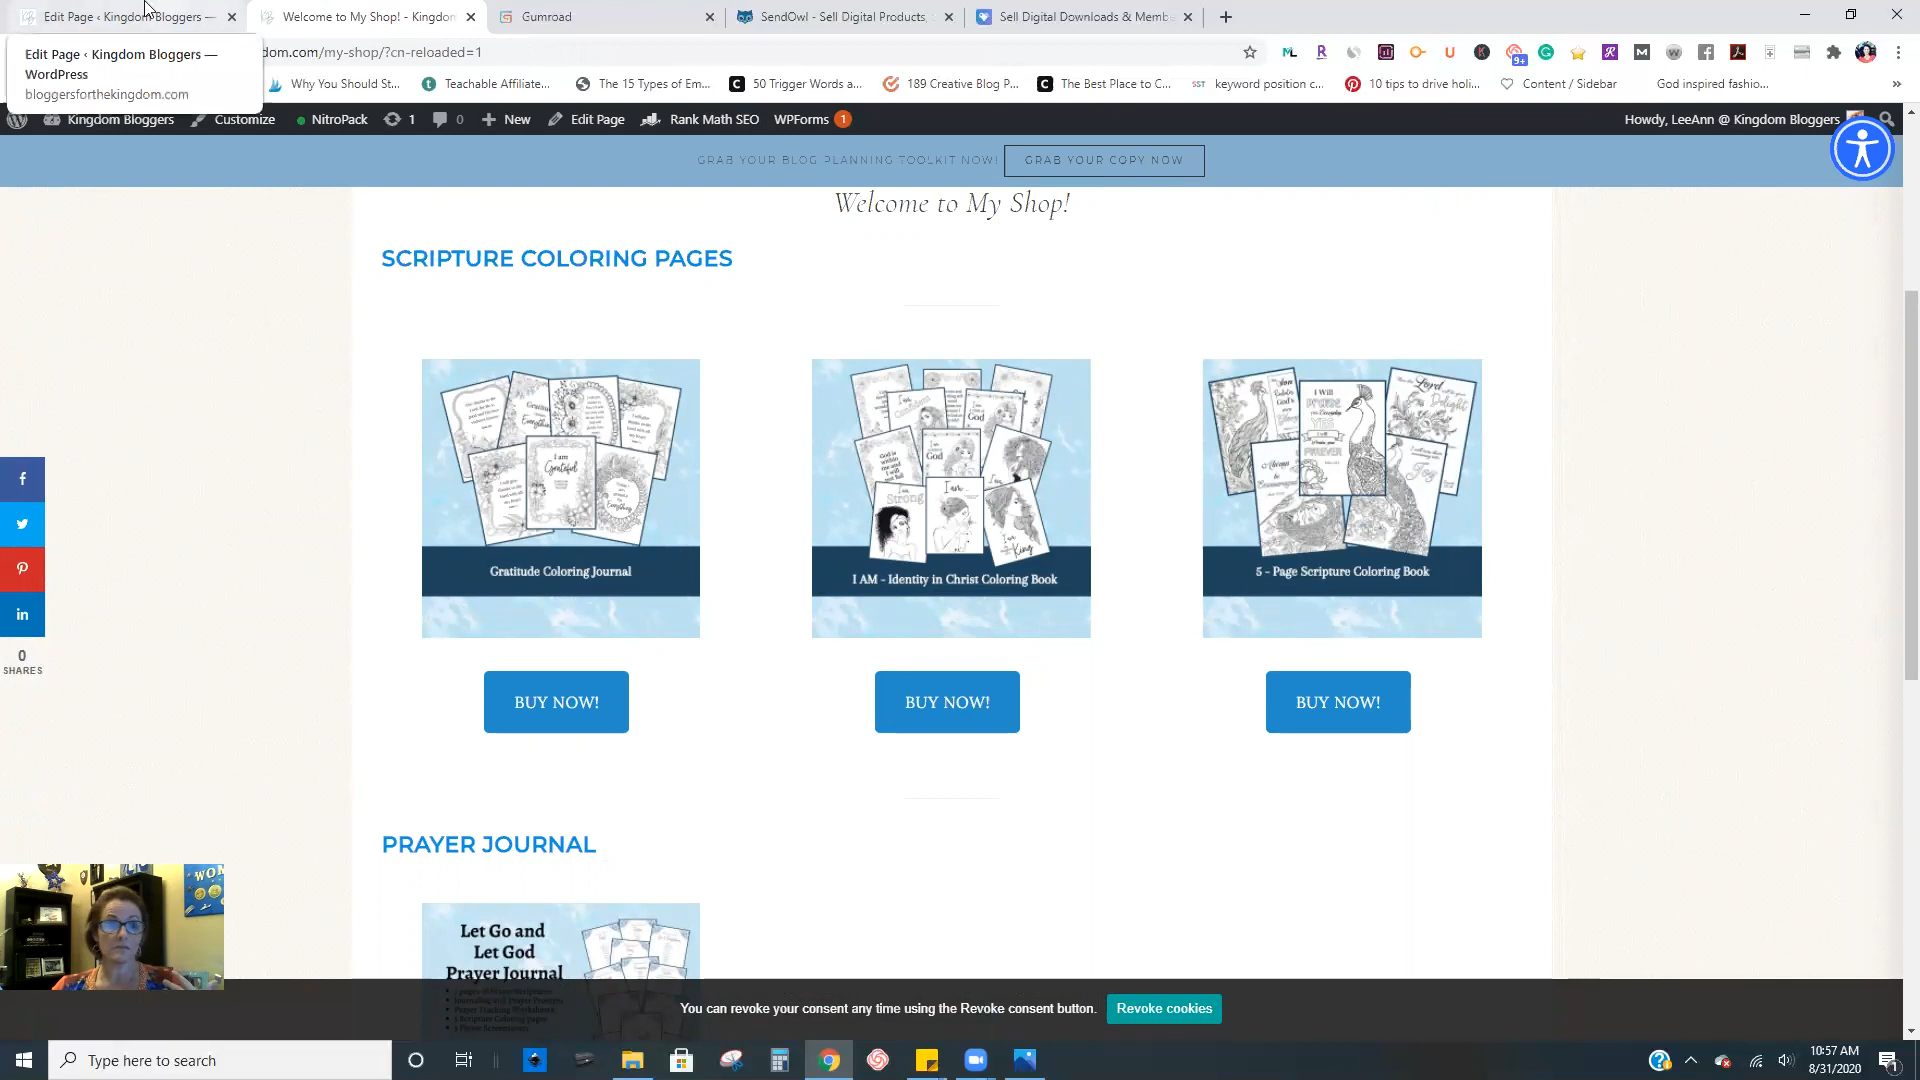 Edit Page ‹ Kingdom Bloggers —
Welcome to My Shop! - Kingdom
Gumroad
SendOwl - Sell Digital Products,
Sell Digital Downloads & Memb
Edit Page ‹ Kingdom Bloggers —
WordPress
bloggersforthekingdom.com
dom.com/my-shop/?cn-reloaded=1
9+
Why You Should St...
Teachable Affiliate...
The 15 Types of Em...
50 Trigger Words a...
189 Creative Blog P...
The Best Place to C...
keyword position c...
10 tips to drive holi...
Content / Sidebar
God inspired fashio...
»
Kingdom Bloggers
Customize
NitroPack
1
0
New
Edit Page
Rank Math SEO
WPForms 1
Howdy, LeeAnn @ Kingdom Bloggers
GRAB YOUR BLOG PLANNING TOOLKIT NOW!
GRAB YOUR COPY NOW
Welcome to My Shop!
SCRIPTURE COLORING PAGES
Gratitude Coloring Journal
I AM - Identity in Christ Coloring Book
5 - Page Scripture Coloring Book
BUY NOW!
BUY NOW!
BUY NOW!
0
SHARES
PRAYER JOURNAL
Let Go and
Let God
Prayer Journal
You can revoke your consent any time using the Revoke consent button.
Revoke cookies
Type here to search
10:57 AM
8/31/2020